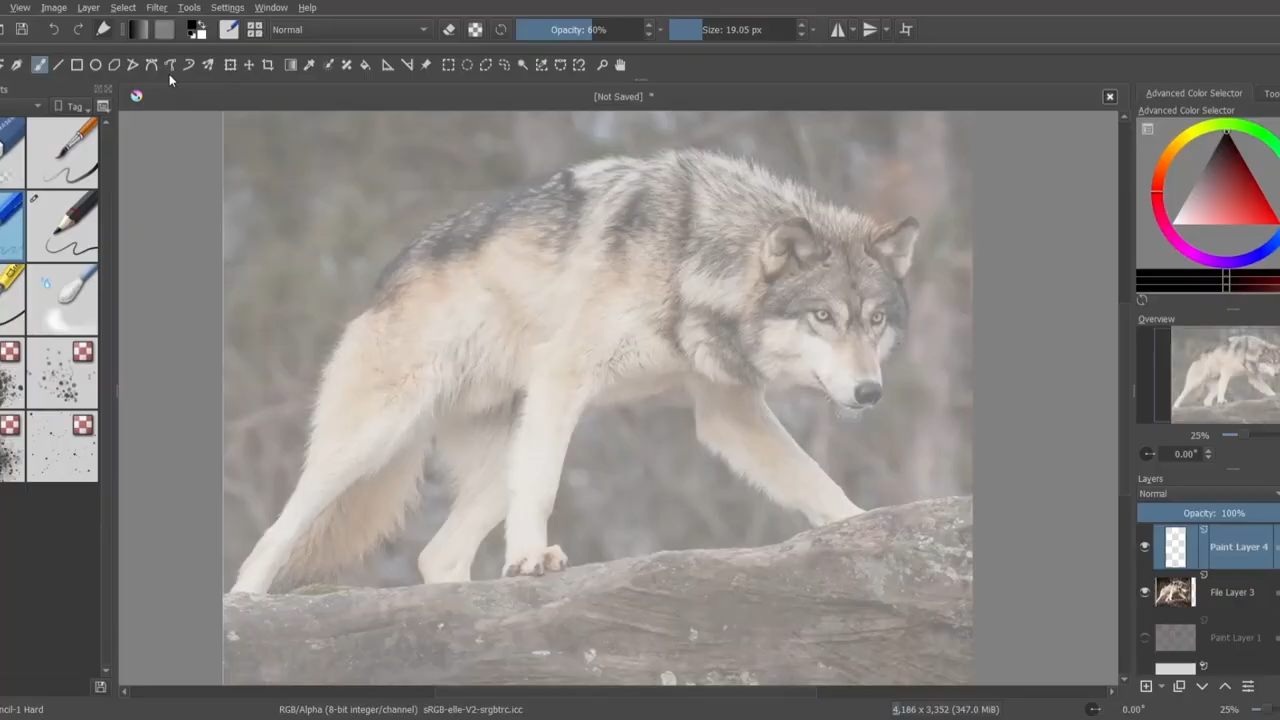 View Image Layer Select Filter Tools Settings Window Help
Normal Opacity: 60% Size: 19.05 px
ts
Tag
[Not Saved] *
Advanced Color Selector Too
Advanced Color Selector
Overview
25%
0.00°
Layers
Normal
Opacity: 100%
Paint Layer 4
File Layer 3
Paint Layer 1
ncil-1 Hard RGB/Alpha (8-bit integer/channel) sRGB-elle-V2-srgbtrc.icc 4,186 x 3,352 (347.0 MiB) 0.00° 25%